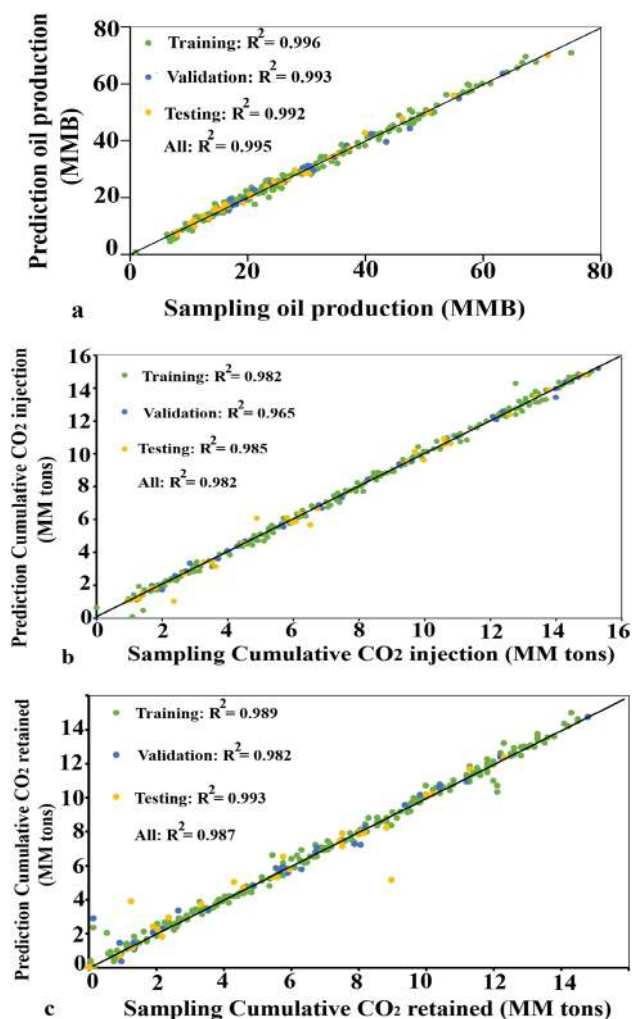 80
60
40
20
0
Prediction oil production
(MMB)
Training: R²= 0.996
Validation: R²= 0.993
Testing: R²= 0.992
All: R²= 0.995
0 20 40 60 80
a Sampling oil production (MMB)
16
14
12
10
8
6
4
2
0
Prediction Cumulative CO₂ injection
(MM tons)
Training: R²= 0.982
Validation: R²= 0.965
Testing: R²= 0.985
All: R²= 0.982
0 2 4 6 8 10 12 14 16
b Sampling Cumulative CO₂ injection (MM tons)
14
12
10
8
6
4
2
0
Prediction Cumulative CO₂ retained
(MM tons)
Training: R²= 0.989
Validation: R²= 0.982
Testing: R²= 0.993
All: R²= 0.987
0 2 4 6 8 10 12 14
c Sampling Cumulative CO₂ retained (MM tons)